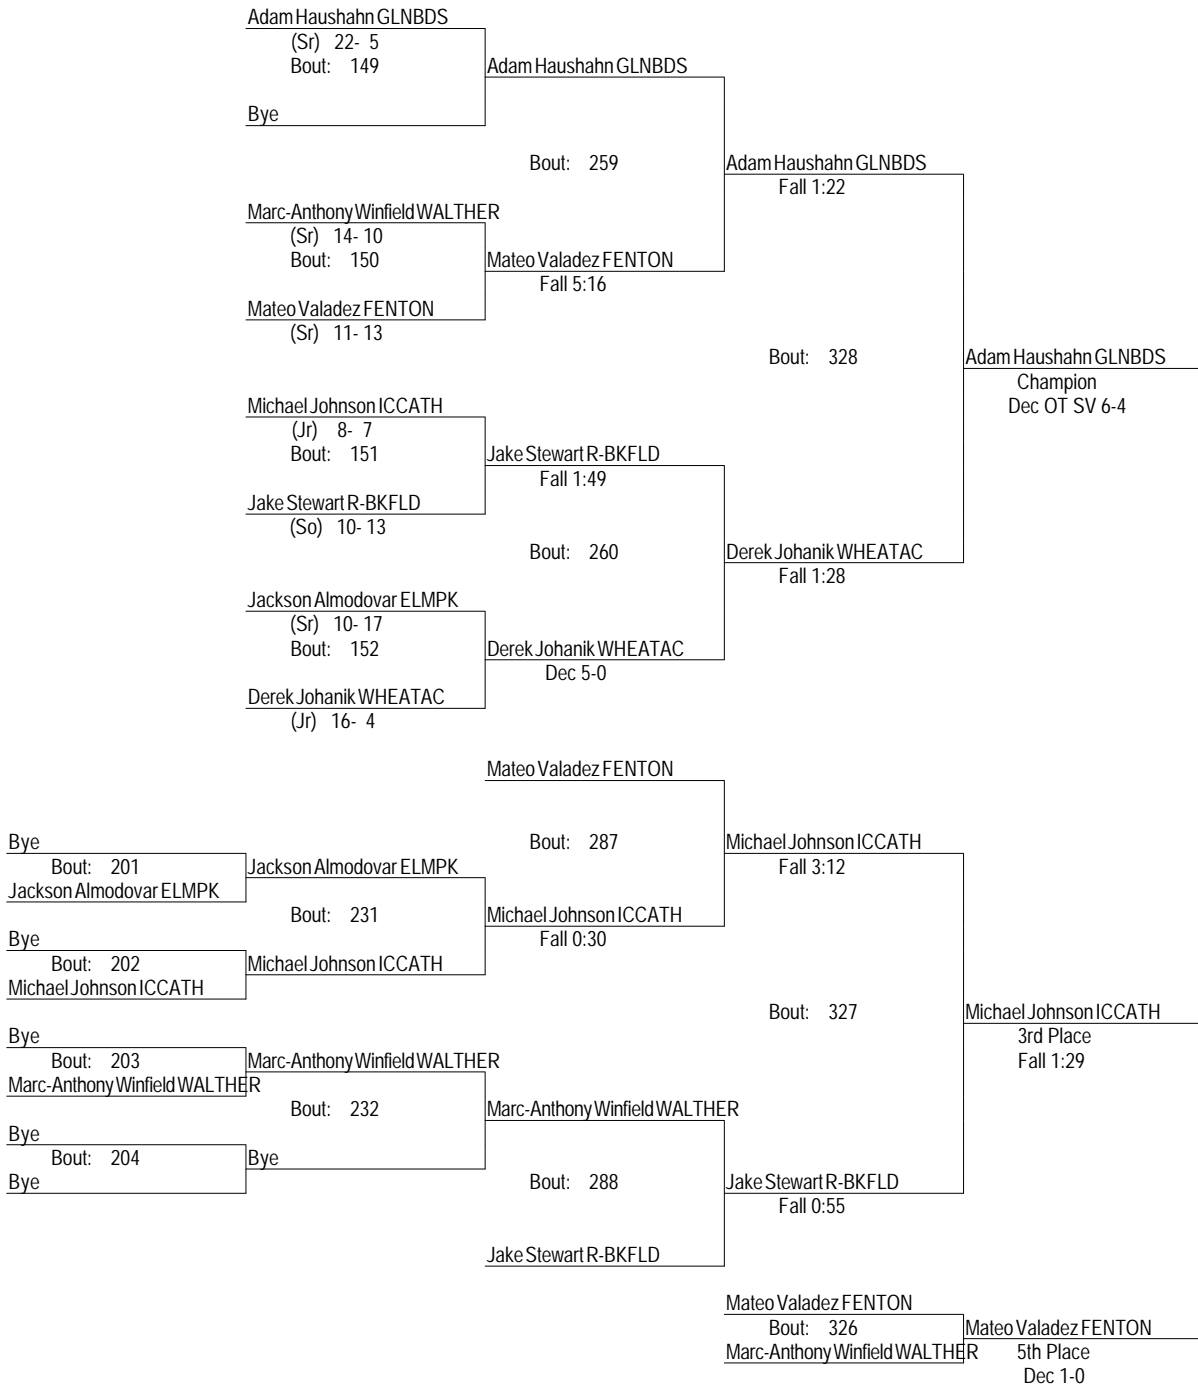 Adam Haushahn GLNBDS
(Sr) 22- 5
Bout: 149
Adam Haushahn GLNBDS
Bye
Bout: 259
Adam Haushahn GLNBDS
Fall 1:22
Marc-Anthony Winfield WALTHER
(Sr) 14- 10
Bout: 150
Mateo Valadez FENTON
Fall 5:16
Mateo Valadez FENTON
(Sr) 11- 13
Bout: 328
Adam Haushahn GLNBDS
Champion
Dec OT SV 6-4
Michael Johnson ICCATH
(Jr) 8- 7
Bout: 151
Jake Stewart R-BKFLD
Fall 1:49
Jake Stewart R-BKFLD
(So) 10- 13
Bout: 260
Derek Johanik WHEATAC
Fall 1:28
Jackson Almodovar ELMPK
(Sr) 10- 17
Bout: 152
Derek Johanik WHEATAC
Dec 5-0
Derek Johanik WHEATAC
(Jr) 16- 4
Mateo Valadez FENTON
Bye
Bout: 201
Jackson Almodovar ELMPK
Jackson Almodovar ELMPK
Bout: 287
Michael Johnson ICCATH
Fall 3:12
Bout: 231
Michael Johnson ICCATH
Fall 0:30
Bye
Bout: 202
Michael Johnson ICCATH
Michael Johnson ICCATH
Bout: 327
Michael Johnson ICCATH
3rd Place
Fall 1:29
Bye
Bout: 203
Marc-Anthony Winfield WALTHER
Marc-Anthony Winfield WALTHER
Bout: 232
Marc-Anthony Winfield WALTHER
Bye
Bout: 204
Bye
Bye
Bout: 288
Jake Stewart R-BKFLD
Fall 0:55
Jake Stewart R-BKFLD
Mateo Valadez FENTON
Bout: 326
Marc-Anthony Winfield WALTHER
Mateo Valadez FENTON
5th Place
Dec 1-0